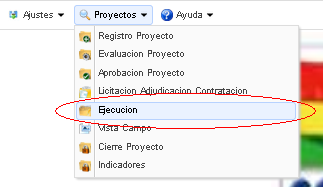 Ajustes Proyectos Ayuda
Registro Proyecto
Evaluacion Proyecto
Aprobacion Proyecto
Licitacion Adjudicacion Contratacion
Ejecucion
Vista Campo
Cierre Proyecto
Indicadores